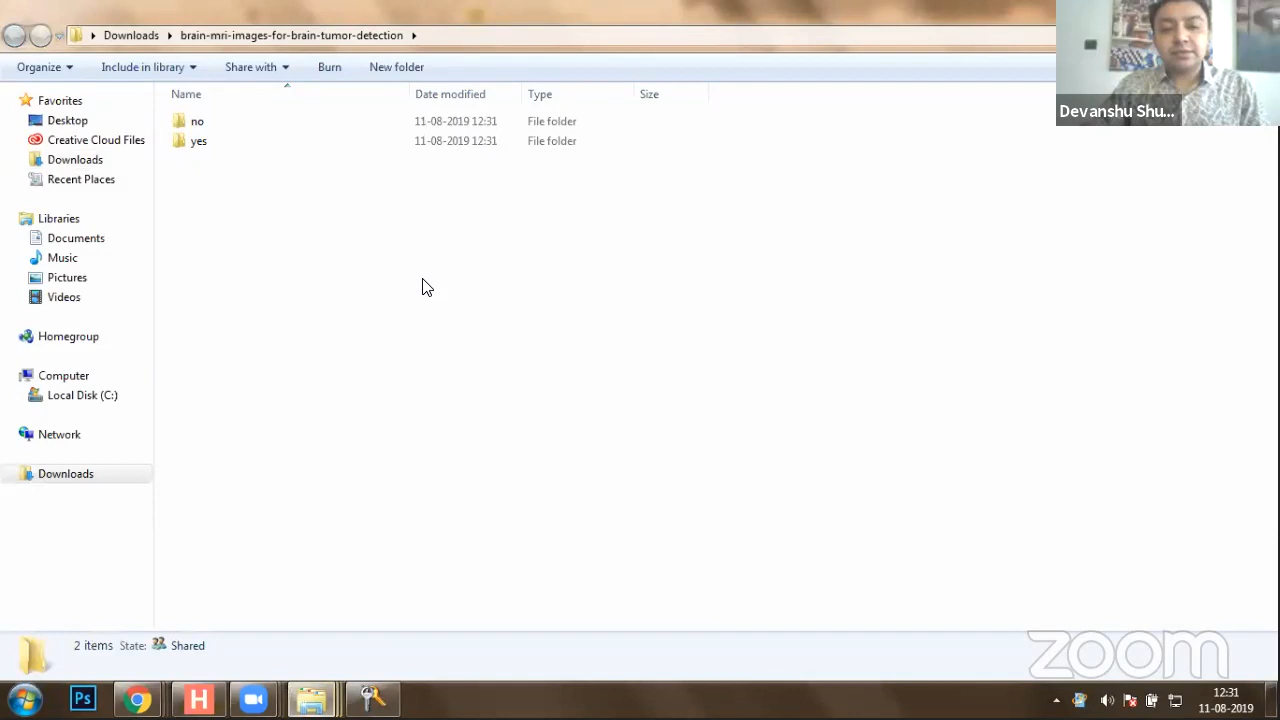 Downloads brain-mri-images-for-brain-tumor-detection
Devanshu Shu...
Organize Include in library Share with Burn New folder
Name Date modified Type Size
no 11-08-2019 12:31 File folder
yes 11-08-2019 12:31 File folder
Favorites
Desktop
Creative Cloud Files
Downloads
Recent Places
Libraries
Documents
Music
Pictures
Videos
Homegroup
Computer
Local Disk (C:)
Network
Downloads
2 items State: Shared
zoom
Ps H 12:31
11-08-2019